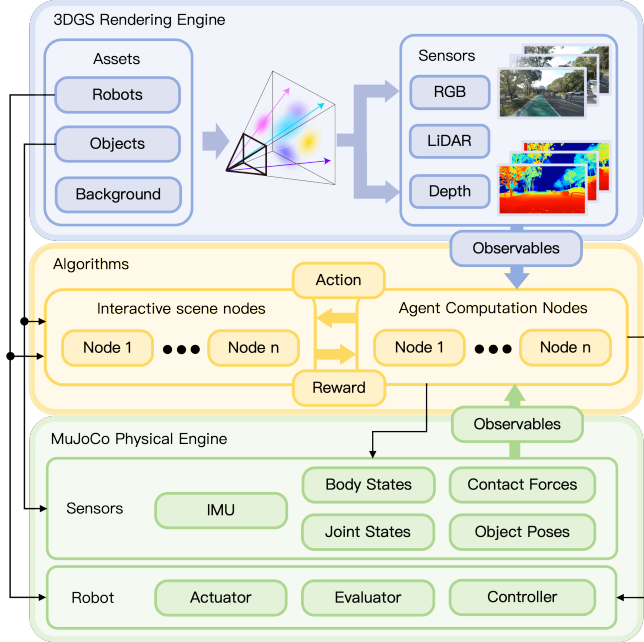 3DGS Rendering Engine
Assets
Robots
Objects
Background
Sensors
RGB
LiDAR
Depth
Observables
Algorithms
Action
Interactive scene nodes
Node 1
Node n
Agent Computation Nodes
Node 1
Node n
Reward
Observables
MuJoCo Physical Engine
Sensors
IMU
Body States
Contact Forces
Joint States
Object Poses
Robot
Actuator
Evaluator
Controller